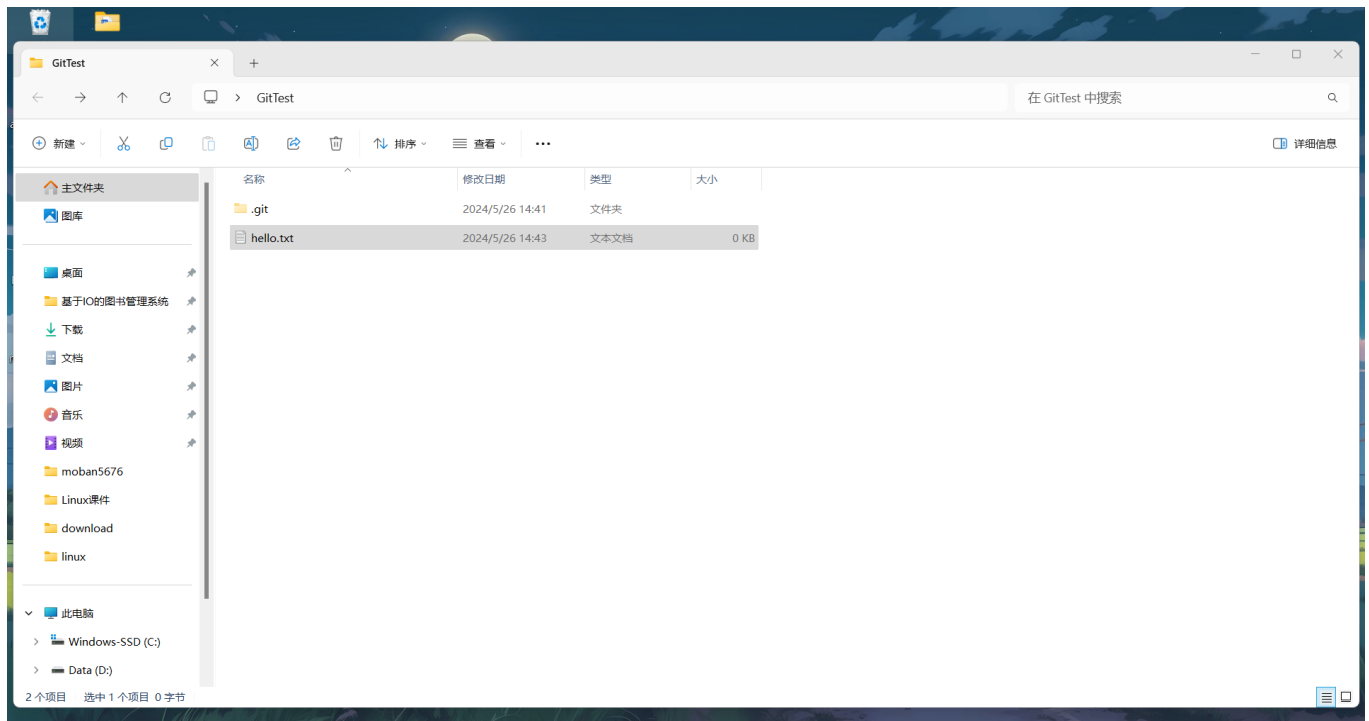 GitTest
GitTest
在 GitTest 中搜索
新建
排序
查看
详细信息
名称 修改日期 类型 大小
.git 2024/5/26 14:41 文件夹
hello.txt 2024/5/26 14:43 文本文档 0 KB
主文件夹
图库
桌面
基于IO的图书管理系统
下载
文档
图片
音乐
视频
moban5676
Linux课件
download
linux
此电脑
Windows-SSD (C:)
Data (D:)
2 个项目 选中 1 个项目 0 字节